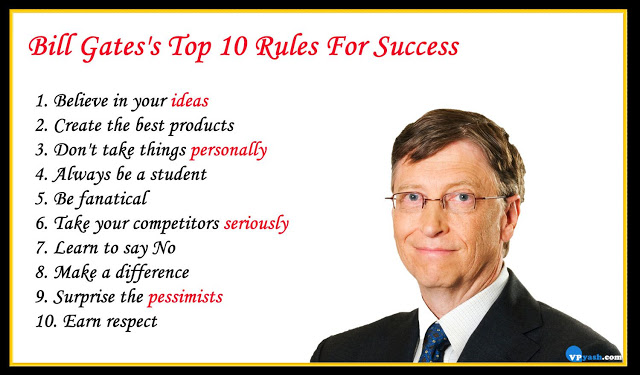 Bill Gates's Top 10 Rules For Success
1. Believe in your ideas
2. Create the best products
3. Don't take things personally
4. Always be a student
5. Be fanatical
6. Take your competitors seriously
7. Learn to say No
8. Make a difference
9. Surprise the pessimists
10. Earn respect
VPyash.com